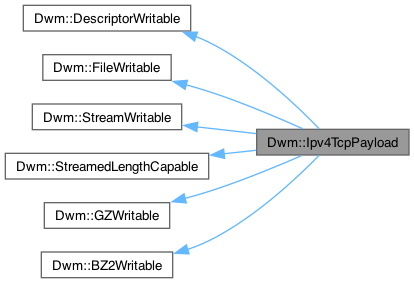 Dwm::DescriptorWritable
Dwm::FileWritable
Dwm::StreamWritable
Dwm::Ipv4TcpPayload
Dwm::StreamedLengthCapable
Dwm::GZWritable
Dwm::BZ2Writable